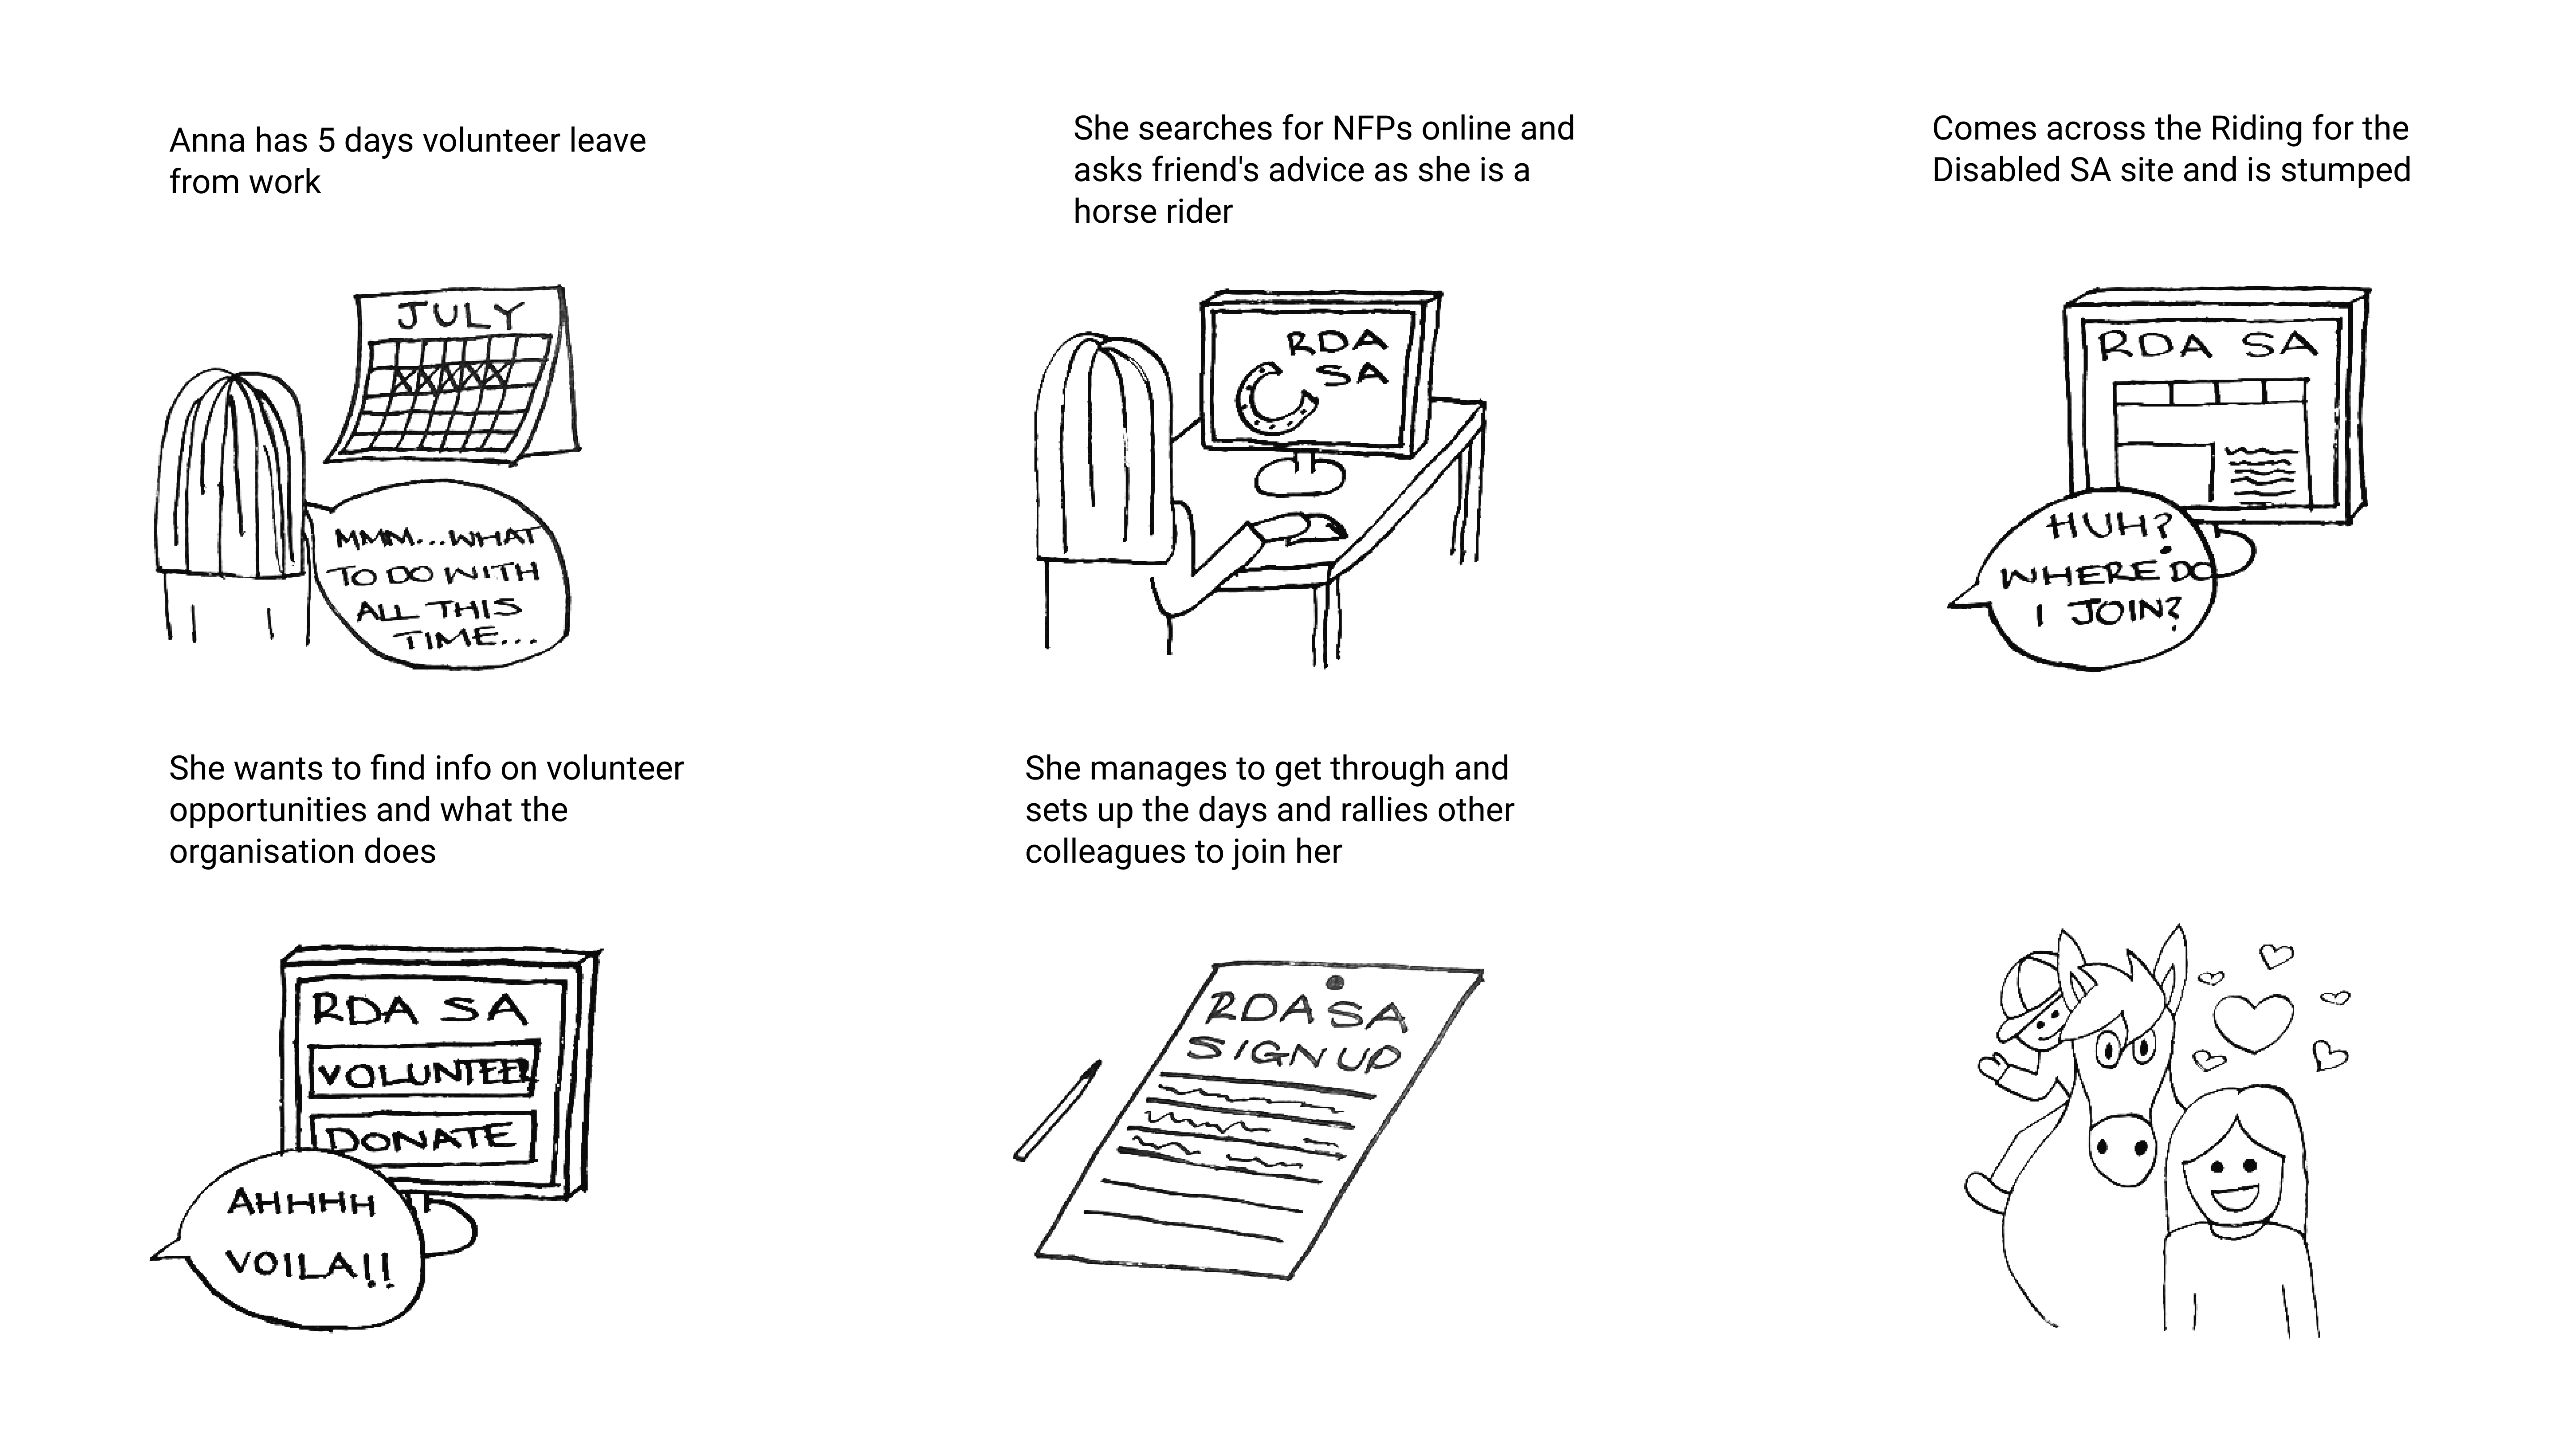 Anna has 5 days volunteer leave
from work
JULY
XXXXX
MMM...WHAT
TO DO WITH
ALL THIS
TIME...
She searches for NFPs online and
asks friend's advice as she is a
horse rider
RDA
SA
Comes across the Riding for the
Disabled SA site and is stumped
RDA SA
HUH?
WHERE DO
I JOIN?
She wants to find info on volunteer
opportunities and what the
organisation does
RDA SA
VOLUNTEER
DONATE
AHHHH
VOILA!!
She manages to get through and
sets up the days and rallies other
colleagues to join her
RDA SA
SIGN UP